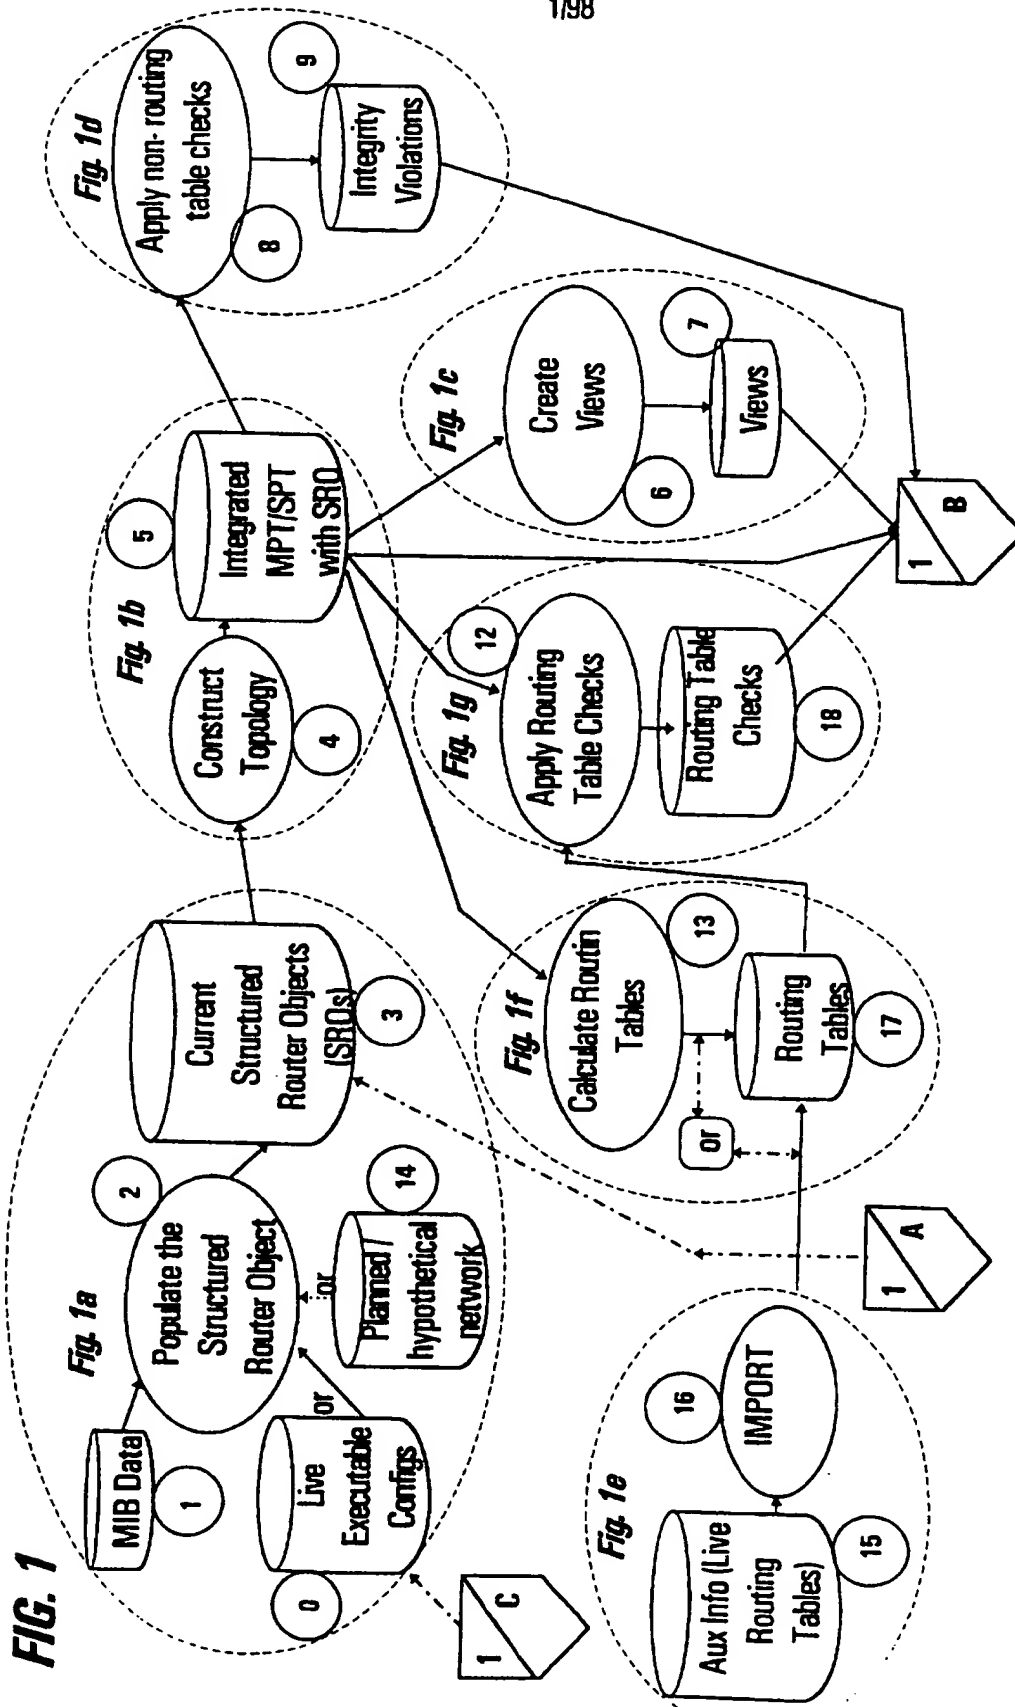 1/98
FIG. 1
Fig. 1a
MIB Data
1
Populate the
Structured
Router Object
2
Live
Executable
Configs
0
or
or
Planned /
hypothetical
network
14
Current
Structured
Router Objects
(SROs)
3
1
C
Fig. 1b
Construct
Topology
4
Integrated
MPT/SPT
with SRO
5
Fig. 1d
Apply non- routing
table checks
8
Integrity
Violations
9
Fig. 1c
Create
Views
6
Views
7
Fig. 1g
Apply Routing
Table Checks
12
Routing Table
Checks
18
1
B
Fig. 1f
Calculate Routin
Tables
13
or
Routing
Tables
17
1
A
Fig. 1e
Aux Info (Live
Routing
Tables)
15
IMPORT
16